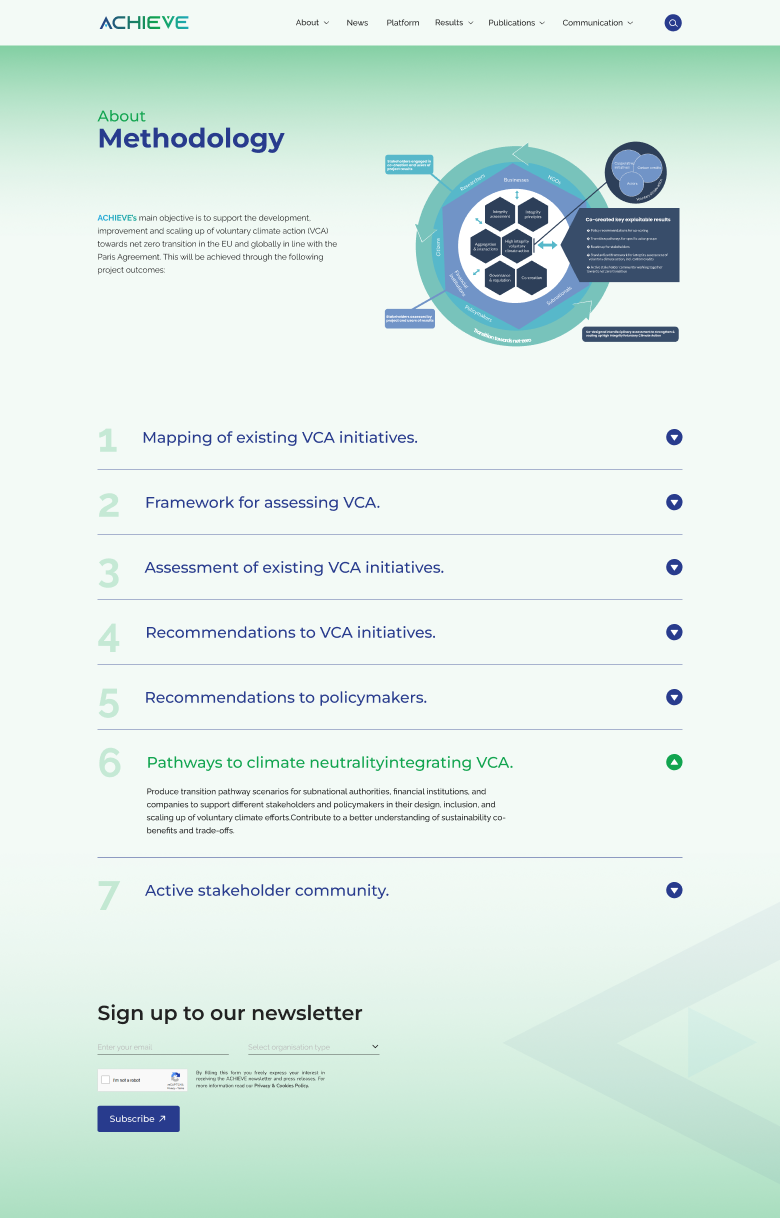 ACHIEVE
About
News
Platform
Results
Publications
Communication
About
Methodology
ACHIEVE's main objective is to support the development,
improvement and scaling up of voluntary climate action (VCA)
towards net zero transition in the EU and globally in line with the
Paris Agreement. This will be achieved through the following
project outcomes:
Stakeholders engaged in
co-creation and users of
project results
Researchers
Businesses
NGOs
Citizens
Financial
institutions
Policymakers
Subnationals
Transition towards net-zero
Integrity
assessment
Integrity
principles
Aggregation
& interactions
High integrity
voluntary
climate action
Governance
& regulation
Co-creation
Cooperative
initiatives
Carbon credits
Co-created key exploitable results
Stakeholders assessed by
project and users of results
1
Mapping of existing VCA initiatives.
2
Framework for assessing VCA.
3
Assessment of existing VCA initiatives.
4
Recommendations to VCA initiatives.
5
Recommendations to policymakers.
6
Pathways to climate neutralityintegrating VCA.
Produce transition pathway scenarios for subnational authorities, financial institutions, and
companies to support different stakeholders and policymakers in their design, inclusion, and
scaling up of voluntary climate efforts.Contribute to a better understanding of sustainability co-
benefits and trade-offs.
7
Active stakeholder community.
Sign up to our newsletter
Enter your email
Select organisation type
I'm not a robot
reCAPTCHA
Privacy - Terms
By filling this form you freely express your interest in
receiving the ACHIEVE newsletter and press releases. For
more information read our Privacy & Cookies Policy.
Subscribe